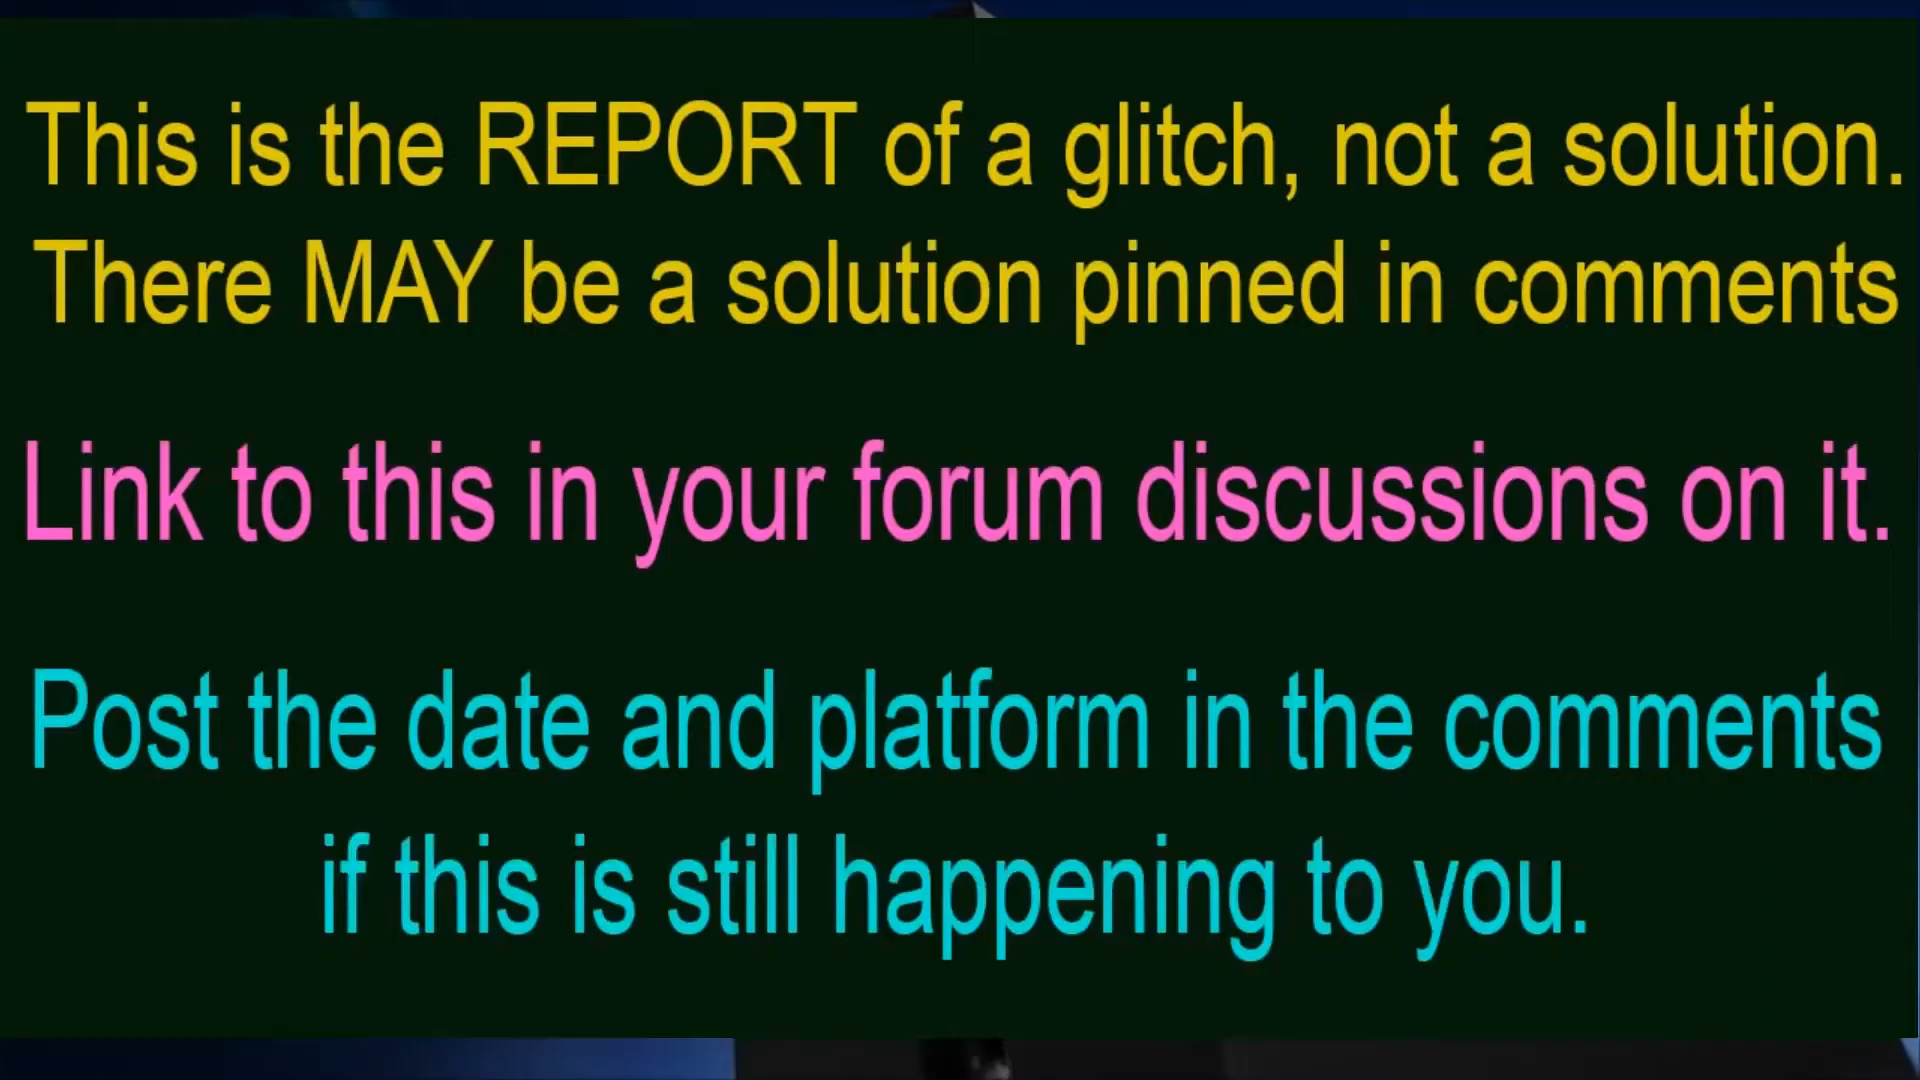 This is the REPORT of a glitch, not a solution.
There MAY be a solution pinned in comments
Link to this in your forum discussions on it.
Post the date and platform in the comments
if this is still happening to you.